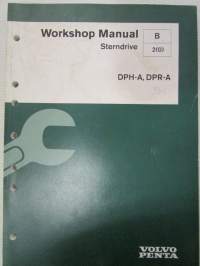 Workshop Manual
Sterndrive
B
2(0)
DPH-A, DPR-A
VOLVO
PENTA